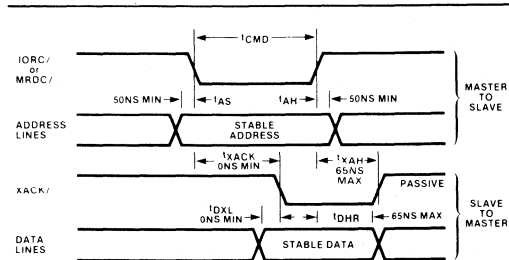 tCMD
IORC/
or
MRDC/
50NS MIN tAS tAH 50NS MIN
MASTER
TO
SLAVE
ADDRESS
LINES
STABLE
ADDRESS
tXACK
0NS MIN
tXAH
65NS
MAX
XACK/
PASSIVE
tDXL
0NS MIN
tDHR
65NS MAX
SLAVE
TO
MASTER
DATA
LINES
STABLE DATA